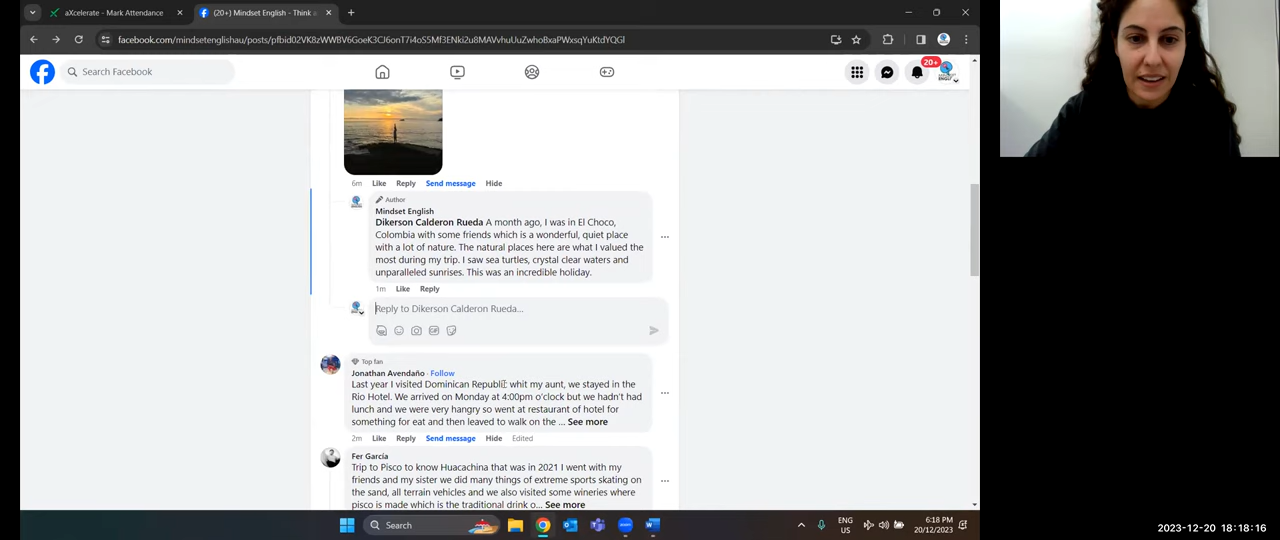 aXcelerate - Mark Attendance
(20+) Mindset English - Think a
facebook.com/mindsetenglishau/posts/
Search Facebook
20+
6m Like Reply Send message Hide
Author
Mindset English
Dikerson Calderon Rueda A month ago, I was in El Choco,
Colombia with some friends which is a wonderful, quiet place
with a lot of nature. The natural places here are what I valued the
most during my trip. I saw sea turtles, crystal clear waters and
unparalleled sunrises. This was an incredible holiday.
1m Like Reply
Reply to Dikerson Calderon Rueda...
Top fan
Jonathan Avendaño · Follow
Last year I visited Dominican Republic whit my aunt, we stayed in the
Rio Hotel. We arrived on Monday at 4:00pm o'clock but we hadn't had
lunch and we were very hangry so went at restaurant of hotel for
something for eat and then leaved to walk on the ... See more
2m Like Reply Send message Hide Edited
Fer García
Trip to Pisco to know Huacachina that was in 2021 I went with my
friends and my sister we did many things of extreme sports skating on
the sand, all terrain vehicles and we also visited some wineries where
pisco is made which is the traditional drink o... See more
Search
ENG
US
6:18 PM
20/12/2023
2023-12-20 18:18:16